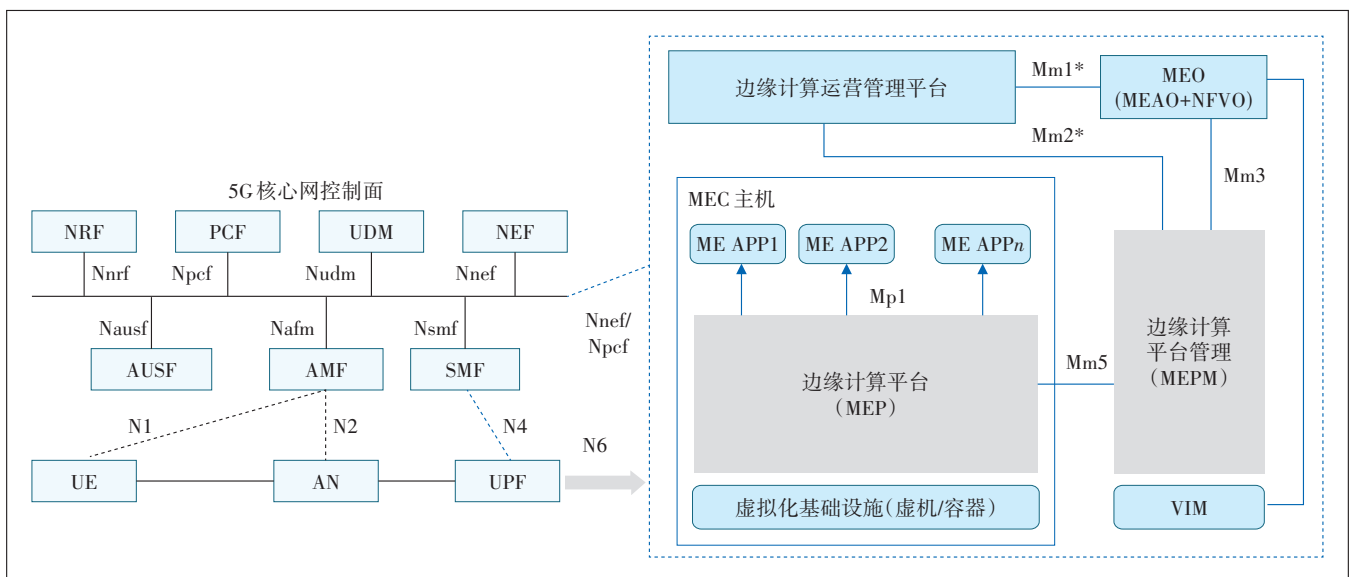 边缘计算运营管理平台
Mm1*
MEO
(MEAO+NFVO)
Mm2*
Mm3
5G核心网控制面
MEC 主机
NRF
PCF
UDM
NEF
ME APP1
ME APP2
ME APPn
Nnrf
Npcf
Nudm
Nnef
Mp1
Nausf
Nafm
Nsmf
Nnef/
Npcf
AUSF
AMF
SMF
边缘计算平台
（MEP）
Mm5
边缘计算
平台管理
（MEPM）
N1
N2
N4
N6
UE
AN
UPF
虚拟化基础设施(虚机/容器)
VIM